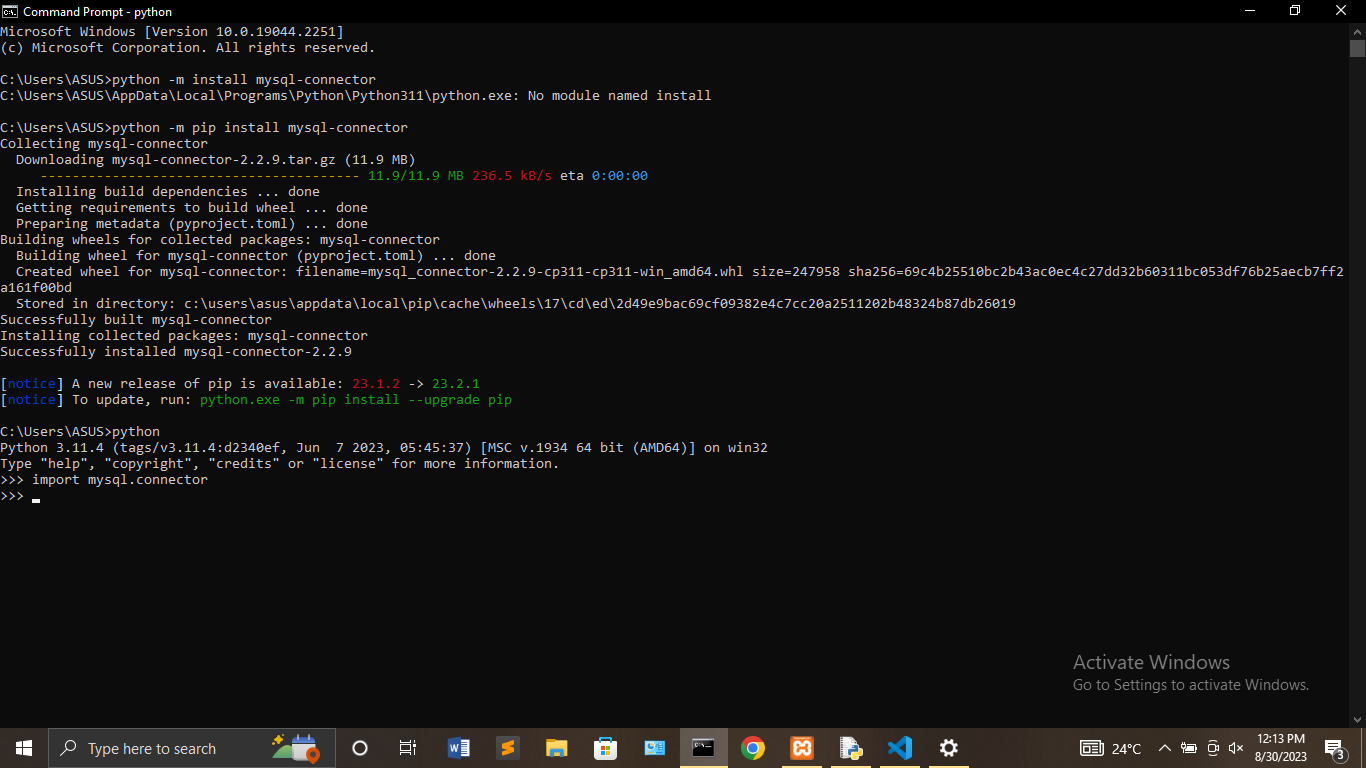 Command Prompt - python
Microsoft Windows [Version 10.0.19044.2251]
(c) Microsoft Corporation. All rights reserved.
C:\Users\ASUS>python -m install mysql-connector
C:\Users\ASUS\AppData\Local\Programs\Python\Python311\python.exe: No module named install
C:\Users\ASUS>python -m pip install mysql-connector
Collecting mysql-connector
  Downloading mysql-connector-2.2.9.tar.gz (11.9 MB)
     ---------------------------------------- 11.9/11.9 MB 236.5 kB/s eta 0:00:00
  Installing build dependencies ... done
  Getting requirements to build wheel ... done
  Preparing metadata (pyproject.toml) ... done
Building wheels for collected packages: mysql-connector
  Building wheel for mysql-connector (pyproject.toml) ... done
  Created wheel for mysql-connector: filename=mysql_connector-2.2.9-cp311-cp311-win_amd64.whl size=247958 sha256=69c4b25510bc2b43ac0ec4c27dd32b60311bc053df76b25aecb7ff2
a161f00bd
  Stored in directory: c:\users\asus\appdata\local\pip\cache\wheels\17\cd\ed\2d49e9bac69cf09382e4c7cc20a2511202b48324b87db26019
Successfully built mysql-connector
Installing collected packages: mysql-connector
Successfully installed mysql-connector-2.2.9
[notice] A new release of pip is available: 23.1.2 -> 23.2.1
[notice] To update, run: python.exe -m pip install --upgrade pip
C:\Users\ASUS>python
Python 3.11.4 (tags/v3.11.4:d2340ef, Jun  7 2023, 05:45:37) [MSC v.1934 64 bit (AMD64)] on win32
Type "help", "copyright", "credits" or "license" for more information.
>>> import mysql.connector
>>> _
Activate Windows
Go to Settings to activate Windows.
Type here to search
24°C
12:13 PM
8/30/2023
3